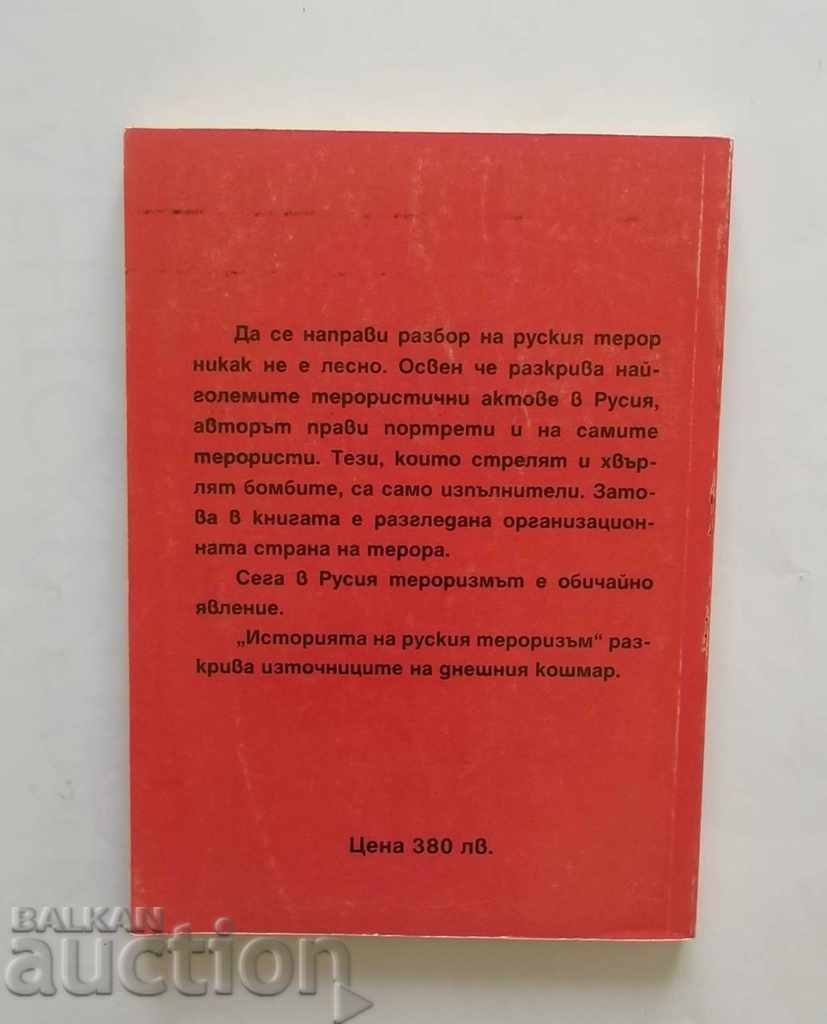 Да се направи разбор на руския терор
никак не е лесно. Освен че разкрива най-
големите терористични актове в Русия,
авторът прави портрети и на самите
терористи. Тези, които стрелят и хвър-
лят бомбите, са само изпълнители. Зато-
ва в книгата е разгледана организацион-
ната страна на терора.
Сега в Русия тероризмът е обичайно
явление.
„Историята на руския тероризъм“ раз-
крива източниците на днешния кошмар.
Цена 380 лв.
BALKAN
auction